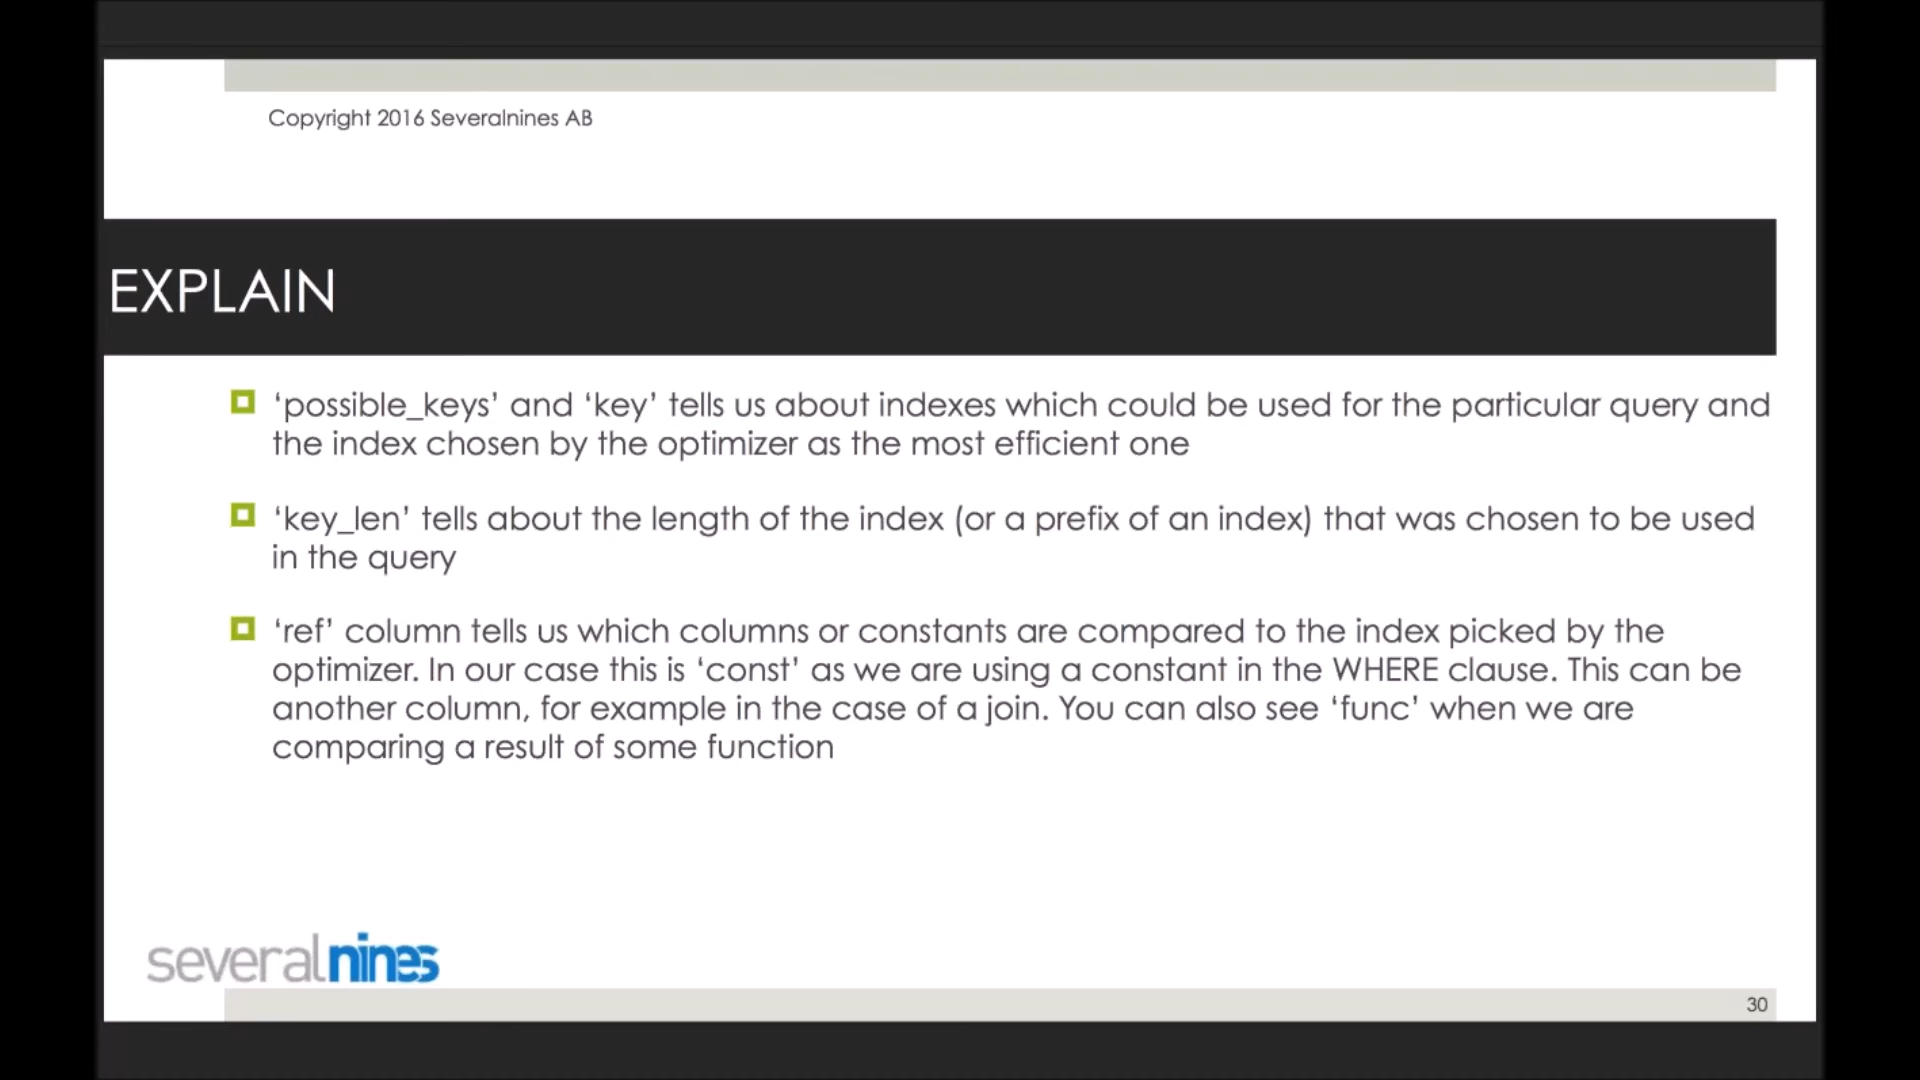 Copyright 2016 Severalnines AB
EXPLAIN
‘possible_keys’ and ‘key’ tells us about indexes which could be used for the particular query and
the index chosen by the optimizer as the most efficient one
‘key_len’ tells about the length of the index (or a prefix of an index) that was chosen to be used
in the query
‘ref’ column tells us which columns or constants are compared to the index picked by the
optimizer. In our case this is ‘const’ as we are using a constant in the WHERE clause. This can be
another column, for example in the case of a join. You can also see ‘func’ when we are
comparing a result of some function
severalnines
30